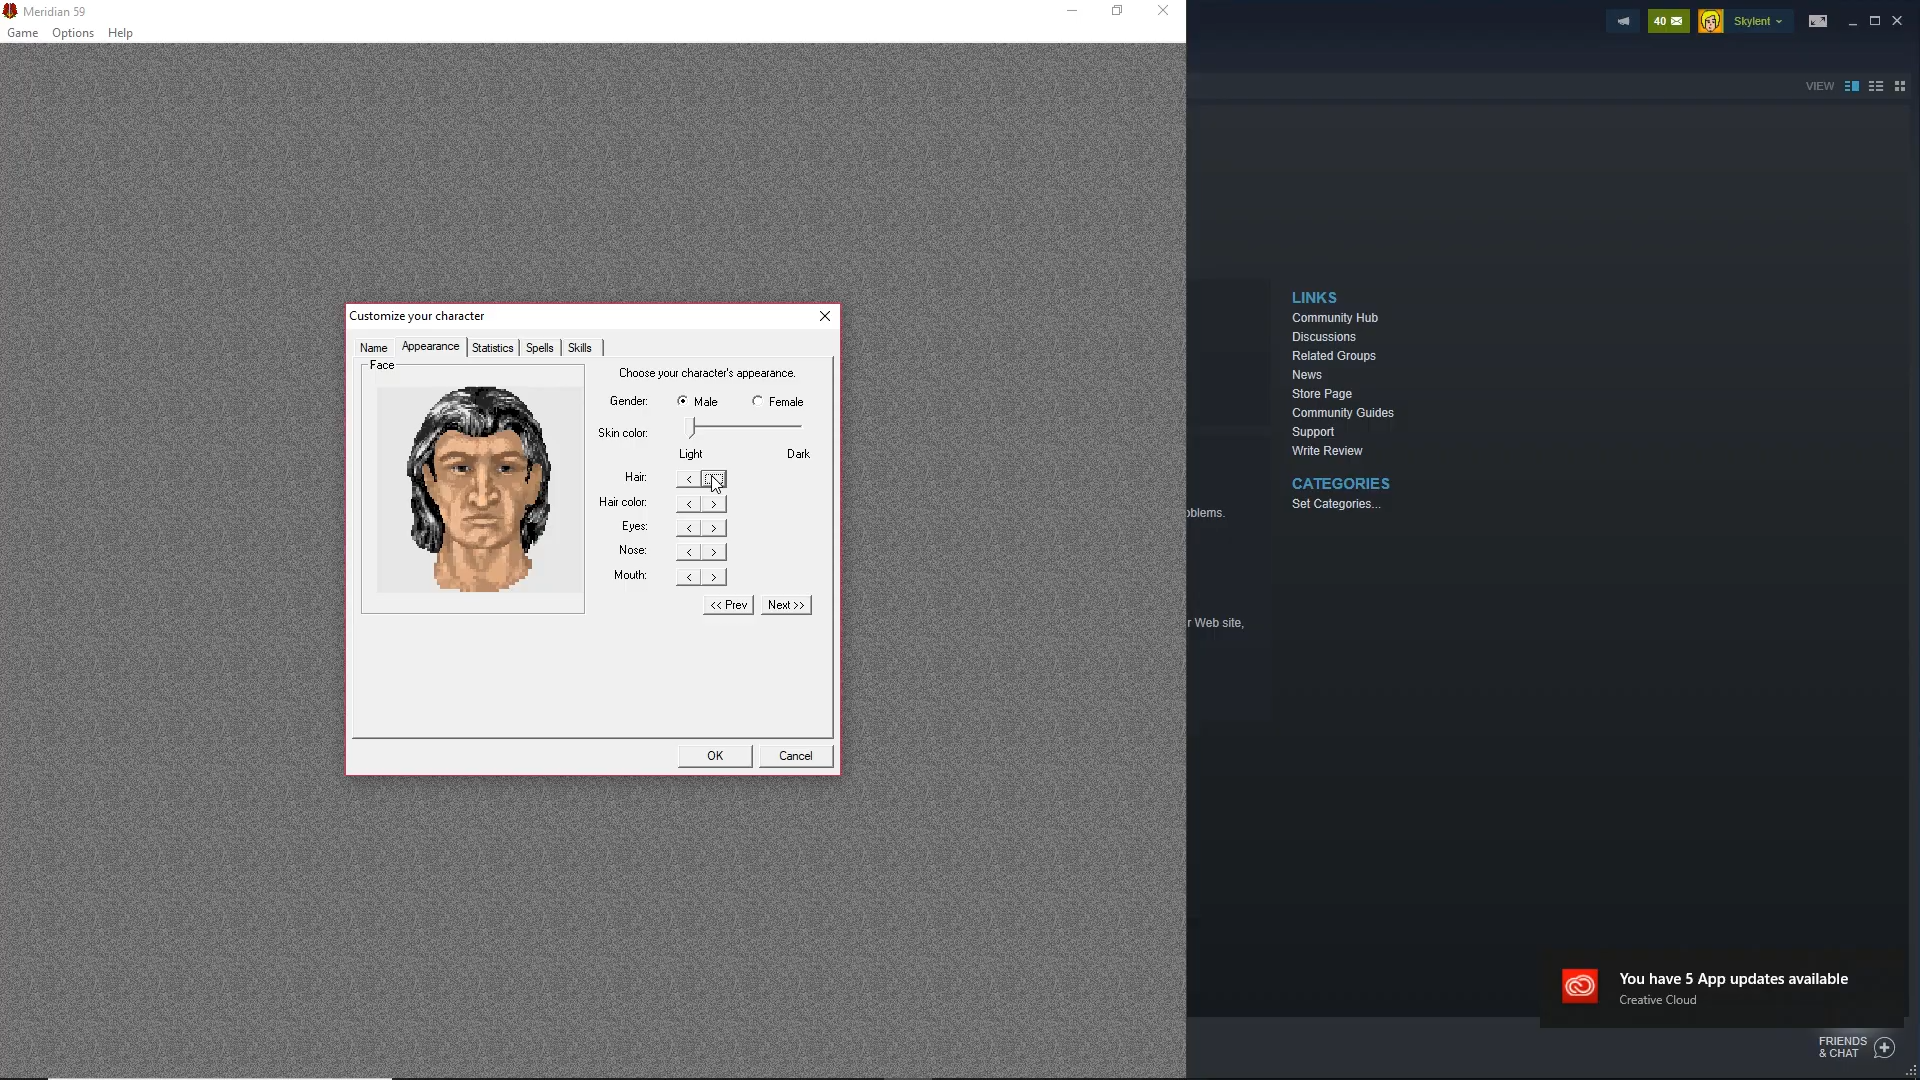 Meridian 59
Game Options Help
Customize your character
Name Appearance Statistics Spells Skills
Face
Choose your character's appearance.
Gender: Male Female
Skin color:
Light Dark
Hair: <
Hair color: < >
Eyes: < >
Nose: < >
Mouth: < >
<< Prev Next >>
OK Cancel
40 Skylent
VIEW
LINKS
Community Hub
Discussions
Related Groups
News
Store Page
Community Guides
Support
Write Review
CATEGORIES
Set Categories...
oblems.
r Web site,
You have 5 App updates available
Creative Cloud
FRIENDS
& CHAT